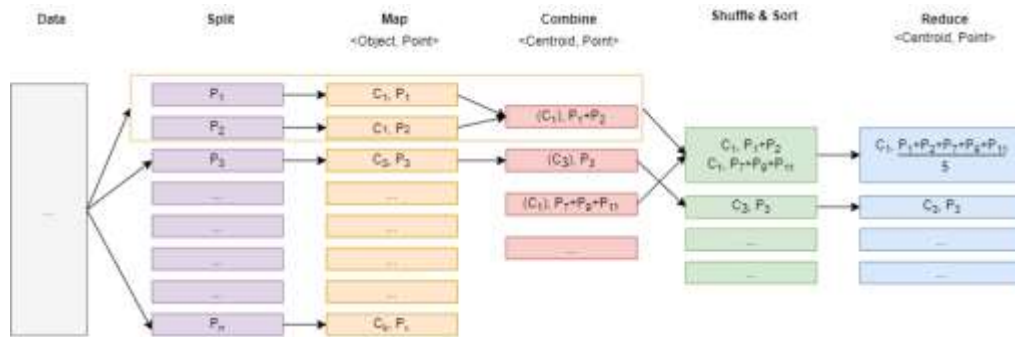 Data
Split
Map
<Object, Point>
Combine
<Centroid, Point>
Shuffle & Sort
Reduce
<Centroid, Point>
...
P₁
P₂
P₃
...
...
...
...
Pₙ
C₁, P₁
C₁, P₂
C₃, P₃
...
...
...
...
(C₁), P₁+P₂
(C₃), P₃
(C₁), P₇+P₉+P₁₁
...
C₁, P₁+P₂
C₁, P₇+P₉+P₁₁
C₃, P₃
...
...
C₁, P₁+P₂+P₇+P₉+P₁₁
5
C₃, P₃
...
...